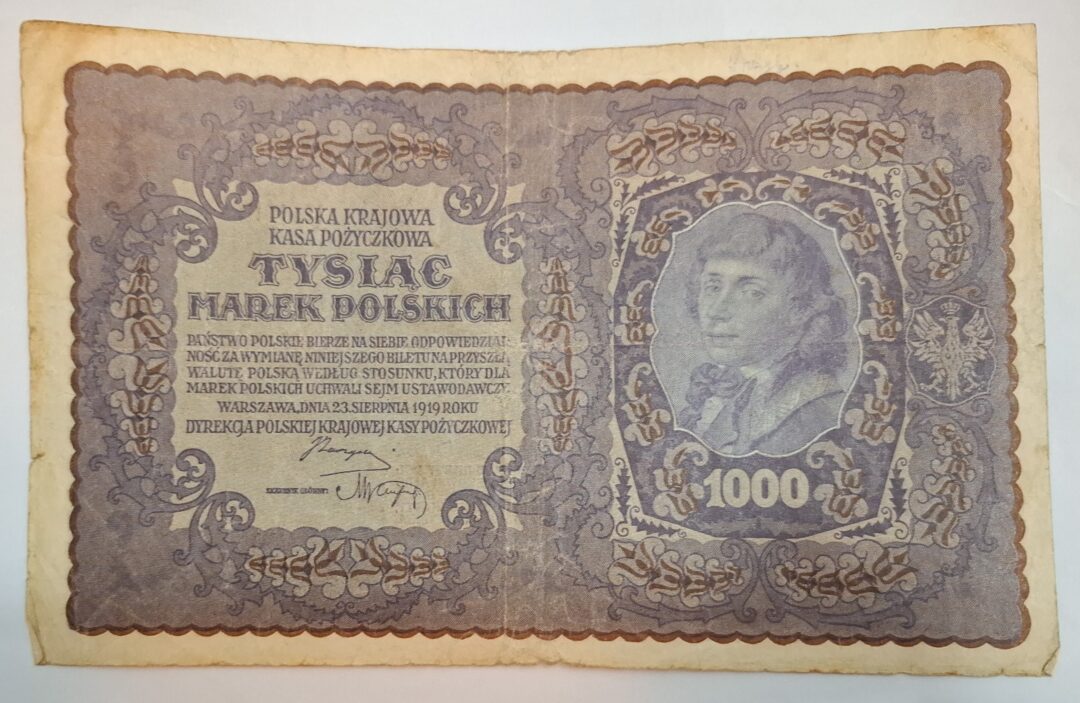 POLSKA KRAJOWA
KASA POŻYCZKOWA
TYSIĄC
MAREK POLSKICH
PAŃSTWO POLSKIE BIERZE NA SIEBIE ODPOWIEDZIAL
NOŚĆ ZA WYMIANĘ NINIEJSZEGO BILETU NA PRZYSZŁĄ
WALUTĘ POLSKĄ WEDŁUG STOSUNKU, KTÓRY DLA
MAREK POLSKICH UCHWALI SEJM USTAWODAWCZY
WARSZAWA, DNIA 23. SIERPNIA 1919 ROKU
DYREKCJA POLSKIEJ KRAJOWEJ KASY POŻYCZKOWEJ
SKARBNIK GŁÓWNY
1000